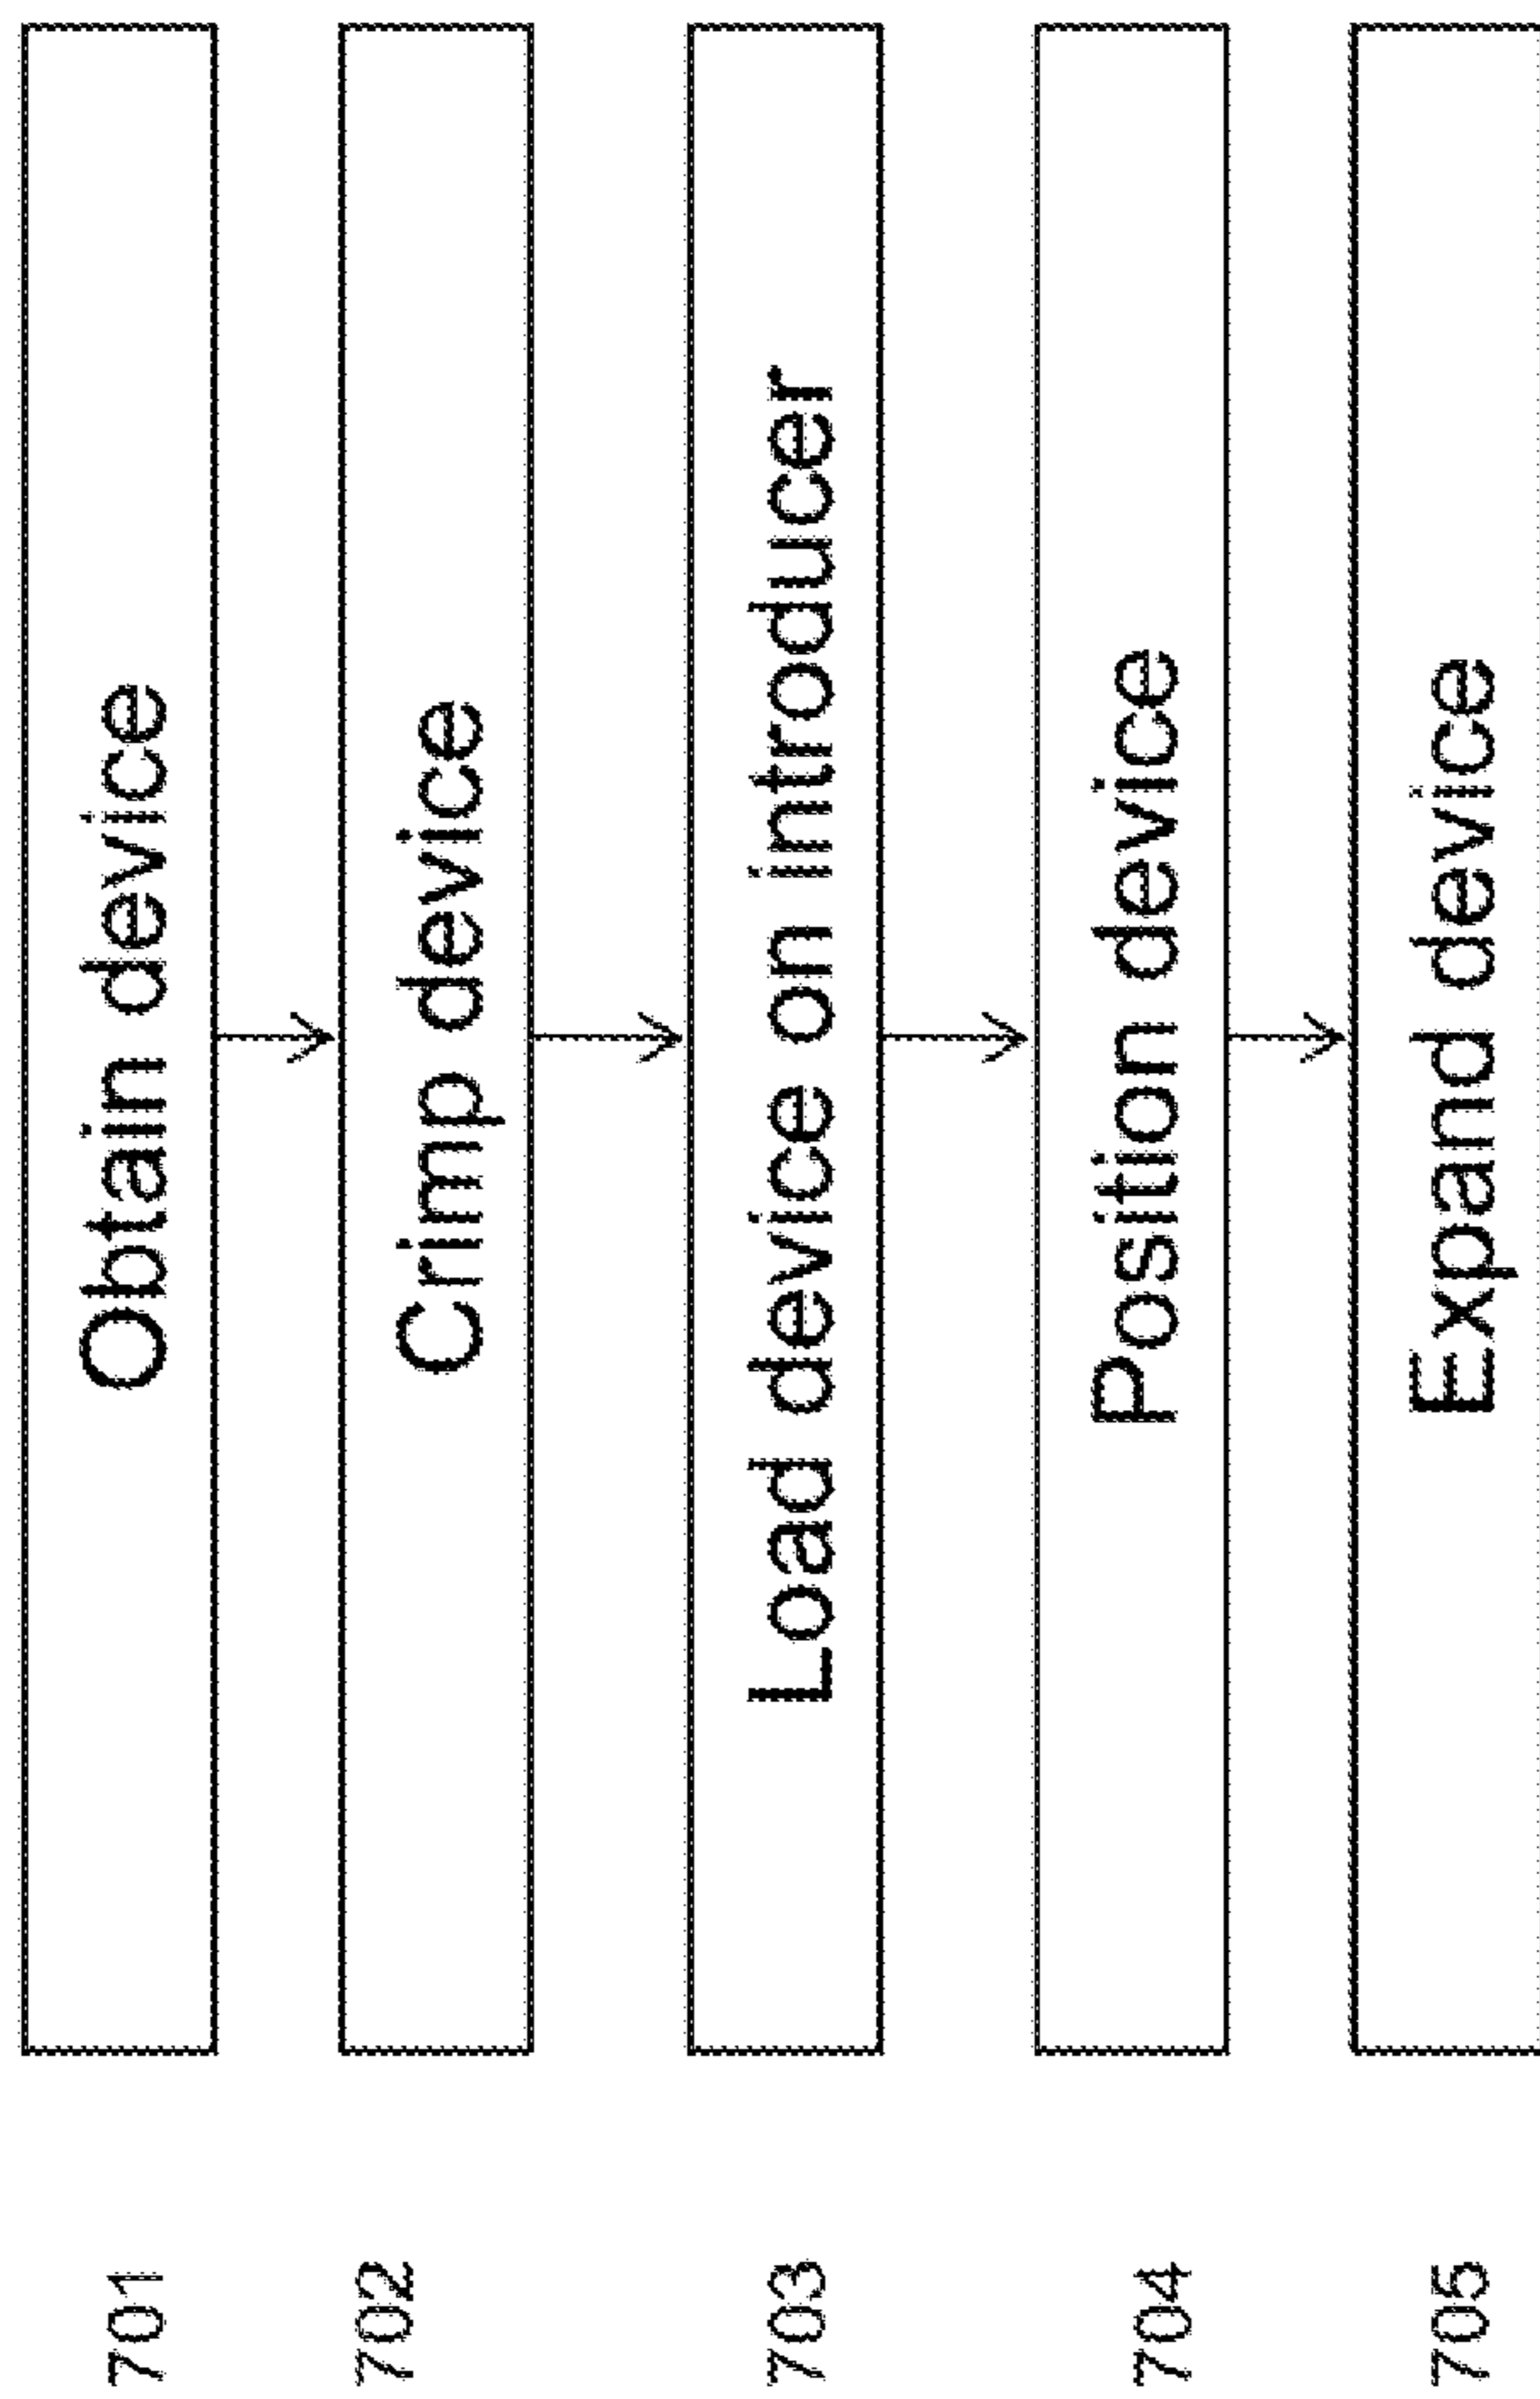 701 Obtain device
702 Crimp device
703 Load device on introducer
704 Position device
705 Expand device